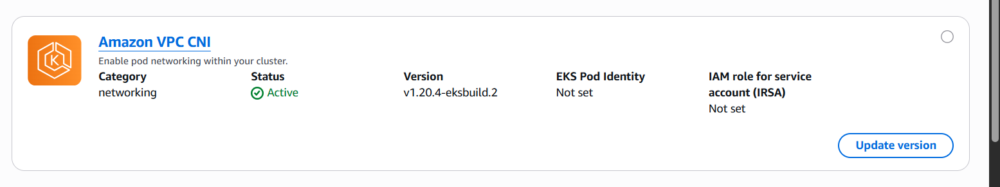 K
Amazon VPC CNI
Enable pod networking within your cluster.
Category
networking
Status
Active
Version
v1.20.4-eksbuild.2
EKS Pod Identity
Not set
IAM role for service
account (IRSA)
Not set
Update version